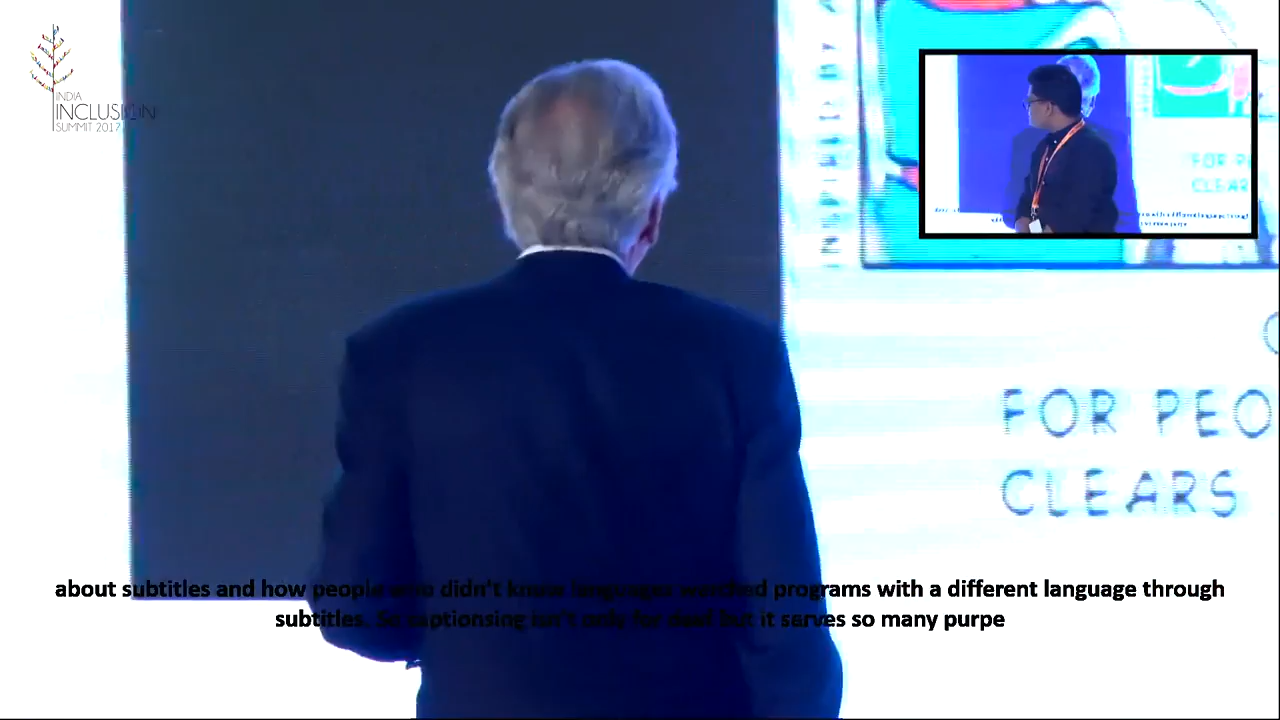 INDIA
INCLUSION
SUMMIT 2017
FOR PEO
CLEARS
about subtitles and how people who didn't know languages watched programs with a different language through
subtitles. So captionsing isn't only for deaf but it serves so many purpe